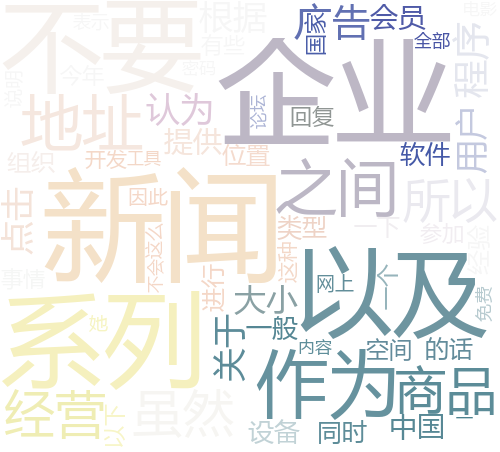 不要
根据
有些
标
国家
广告
会员
全部
电影
程序
说明
今年
密码
企业
地址
认为
论坛
回复
提供
软件
用户
组织
开发
工具
位置
之间
所以
点击
新闻
因此
不会
这么
类型
这种
一下
参加
经验
事情
进行
以及
网上
一个
免费
系列
她
大小
关于
一般
内容
空间
的话
作为
商品
经营
以下
虽然
设备
同时
中国
一